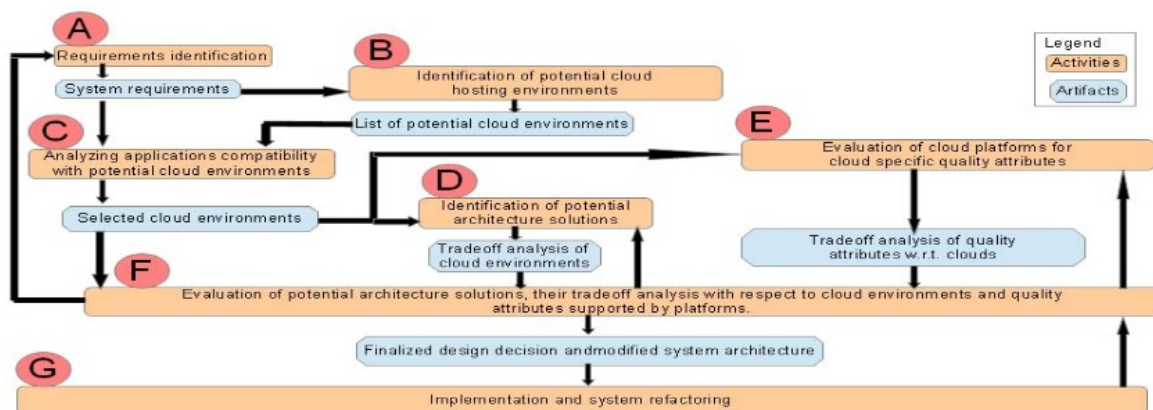 A
Requirements identification
System requirements
B
Identification of potential cloud
hosting environments
List of potential cloud environments
Legend
Activities
Artifacts
C
Analyzing applications compatibility
with potential cloud environments
Selected cloud environments
D
Identification of potential
architecture solutions
Tradeoff analysis of
cloud environments
E
Evaluation of cloud platforms for
cloud specific quality attributes
Tradeoff analysis of quality
attributes w.r.t. clouds
F
Evaluation of potential architecture solutions, their tradeoff analysis with respect to cloud environments and quality
attributes supported by platforms.
Finalized design decision andmodified system architecture
G
Implementation and system refactoring